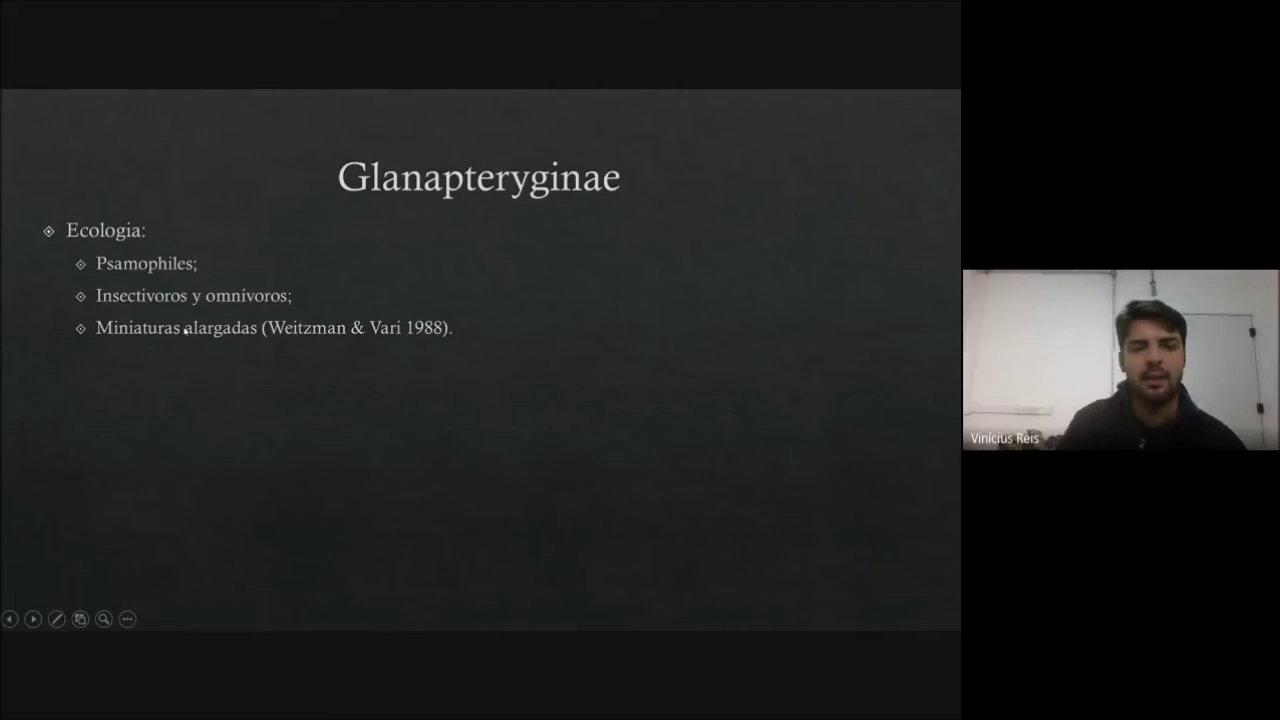 Glanapteryginae
Ecologia:
Psamophiles;
Insectivoros y omnívoros;
Miniaturas alargadas (Weitzman & Vari 1988).
Vinícius Reis